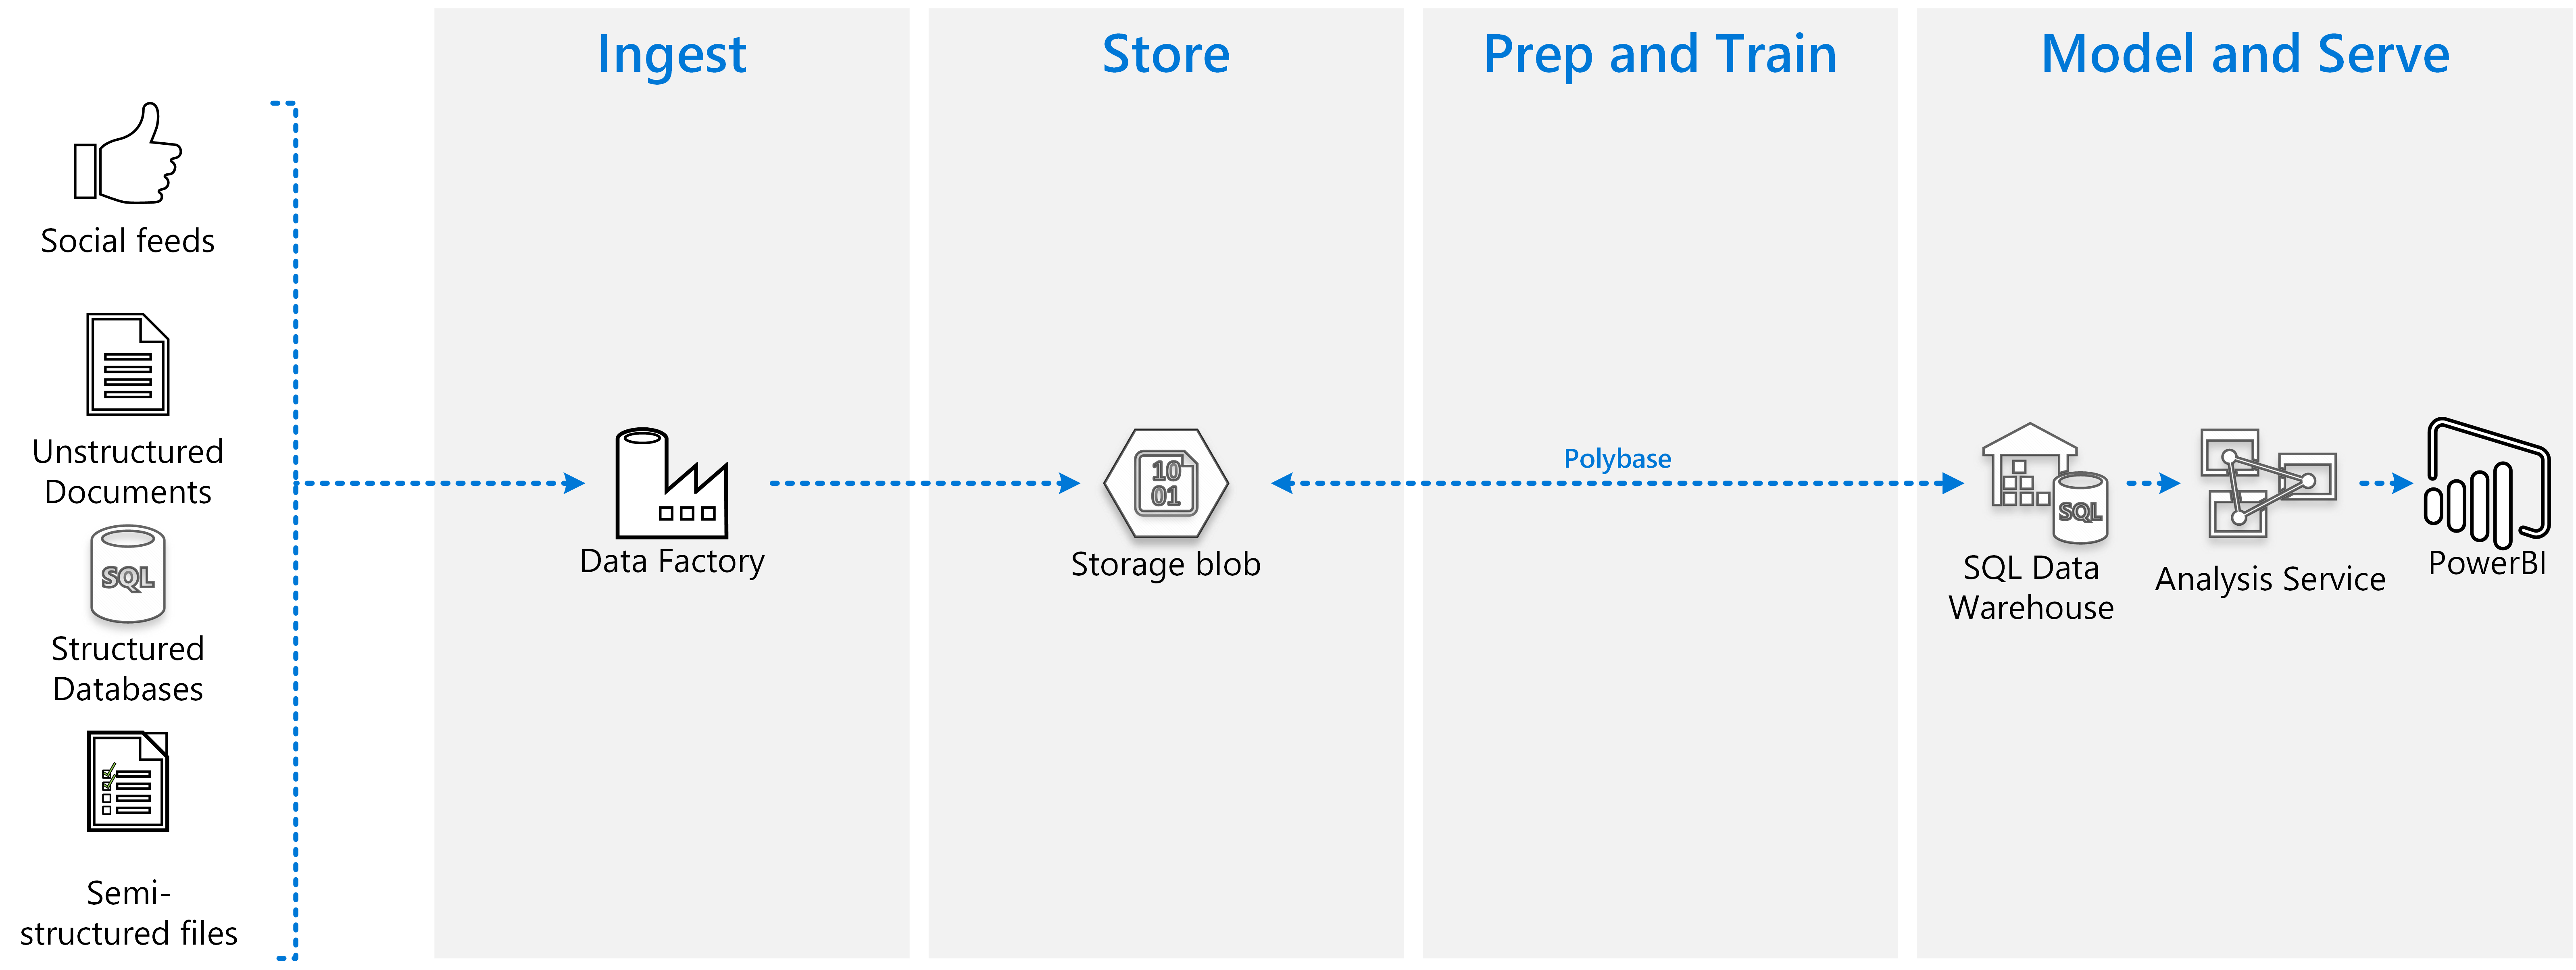 Ingest
Store
Prep and Train
Model and Serve
Social feeds
Unstructured
Documents
SQL
Structured
Databases
Semi-
structured files
Data Factory
10
01
Storage blob
Polybase
SQL
SQL Data
Warehouse
Analysis Service
PowerBI